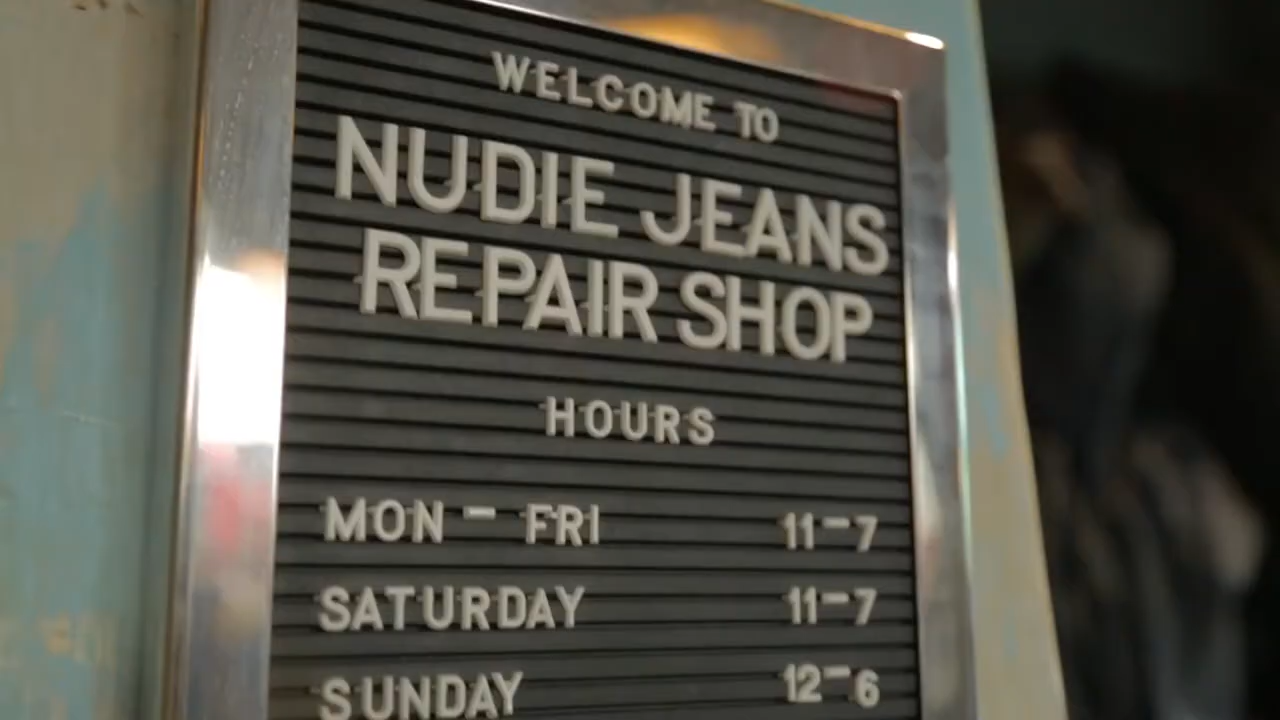 WELCOME TO
NUDIE JEANS
REPAIR SHOP
HOURS
MON - FRI 11-7
SATURDAY 11-7
SUNDAY 12-6